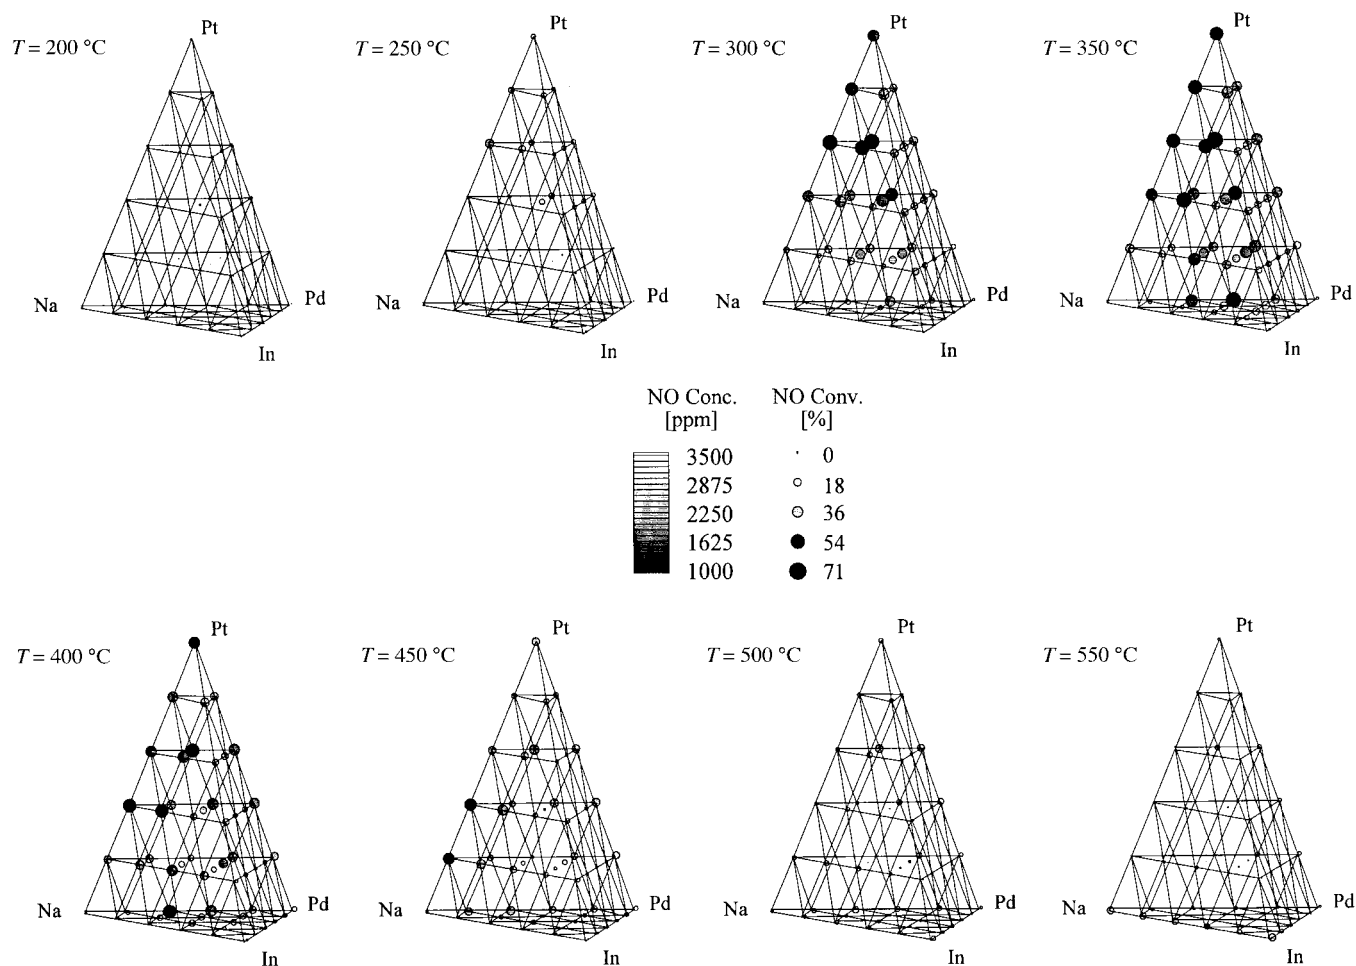 T = 200 °C
Pt
Na
Pd
In
T = 250 °C
Pt
Na
Pd
In
T = 300 °C
Pt
Na
Pd
In
T = 350 °C
Pt
Na
Pd
In
NO Conc. NO Conv.
[ppm] [%]
3500 0
2875 18
2250 36
1625 54
1000 71
T = 400 °C
Pt
Na
Pd
In
T = 450 °C
Pt
Na
Pd
In
T = 500 °C
Pt
Na
Pd
In
T = 550 °C
Pt
Na
Pd
In